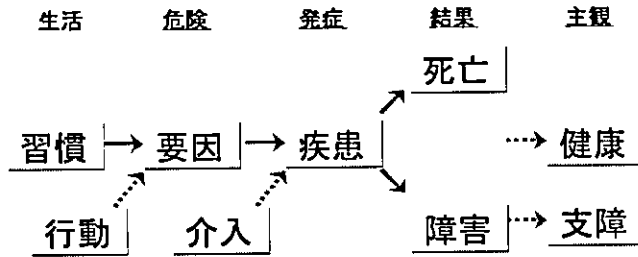 生活 危険 発症 結果 主観
死亡
習慣 要因 疾患 健康
行動 介入 障害 支障